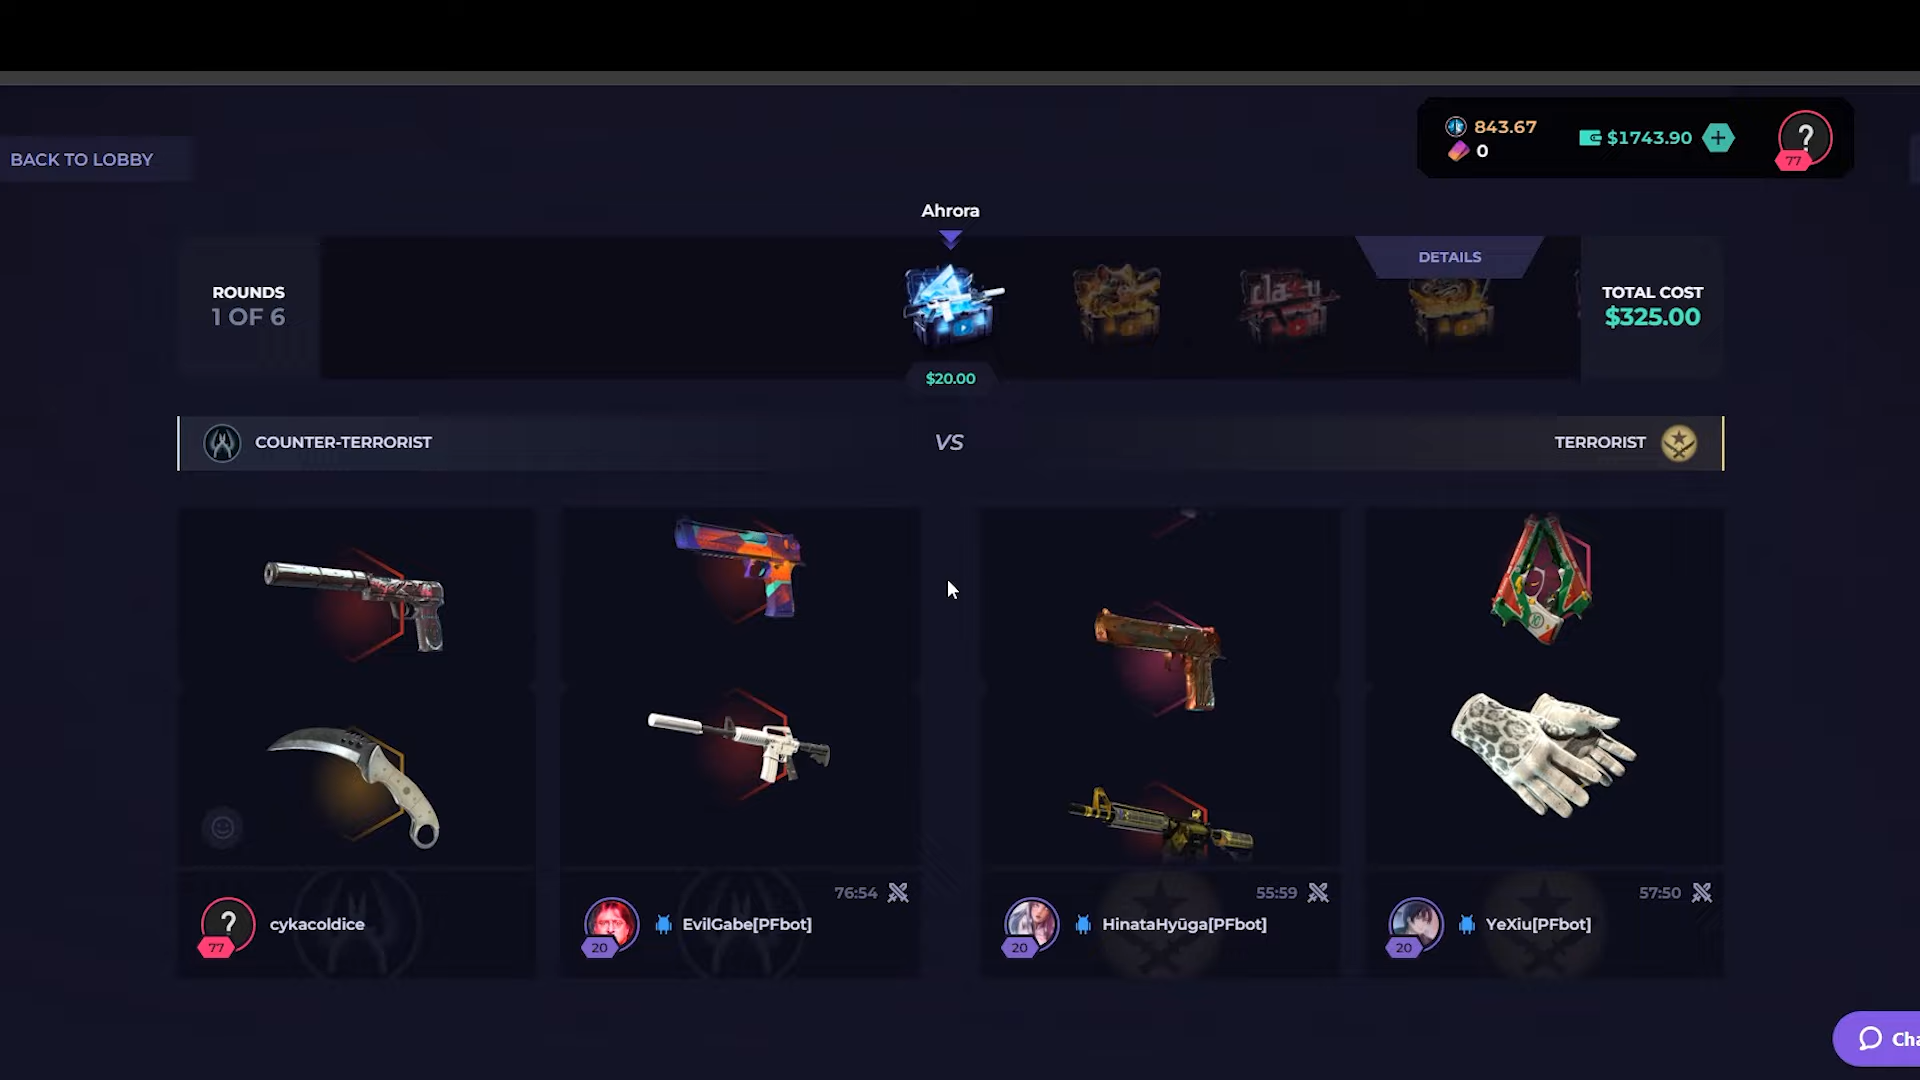 843.67
0
$1743.90
?
77
BACK TO LOBBY
Ahrora
DETAILS
ROUNDS
1 OF 6
TOTAL COST
$325.00
$20.00
COUNTER-TERRORIST
VS
TERRORIST
76:54
55:59
57:50
?
77
cykacoldice
20
EvilGabe[PFbot]
20
HinataHyūga[PFbot]
20
YeXiu[PFbot]
Cha